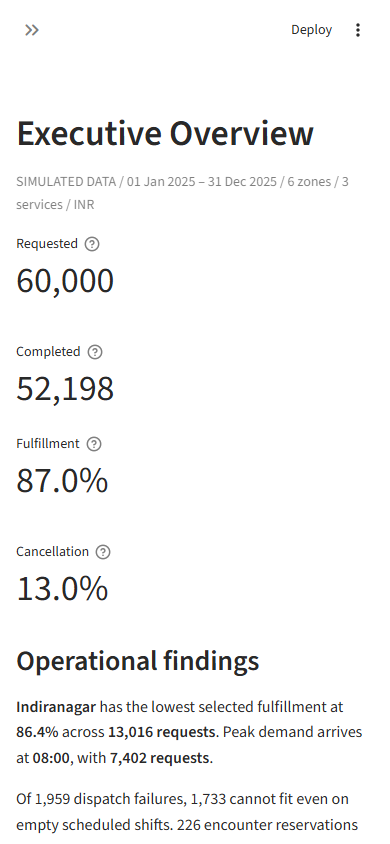 Deploy
Executive Overview
SIMULATED DATA / 01 Jan 2025 – 31 Dec 2025 / 6 zones / 3
services / INR
Requested
60,000
Completed
52,198
Fulfillment
87.0%
Cancellation
13.0%
Operational findings
Indiranagar has the lowest selected fulfillment at
86.4% across 13,016 requests. Peak demand arrives
at 08:00, with 7,402 requests.
Of 1,959 dispatch failures, 1,733 cannot fit even on
empty scheduled shifts. 226 encounter reservations